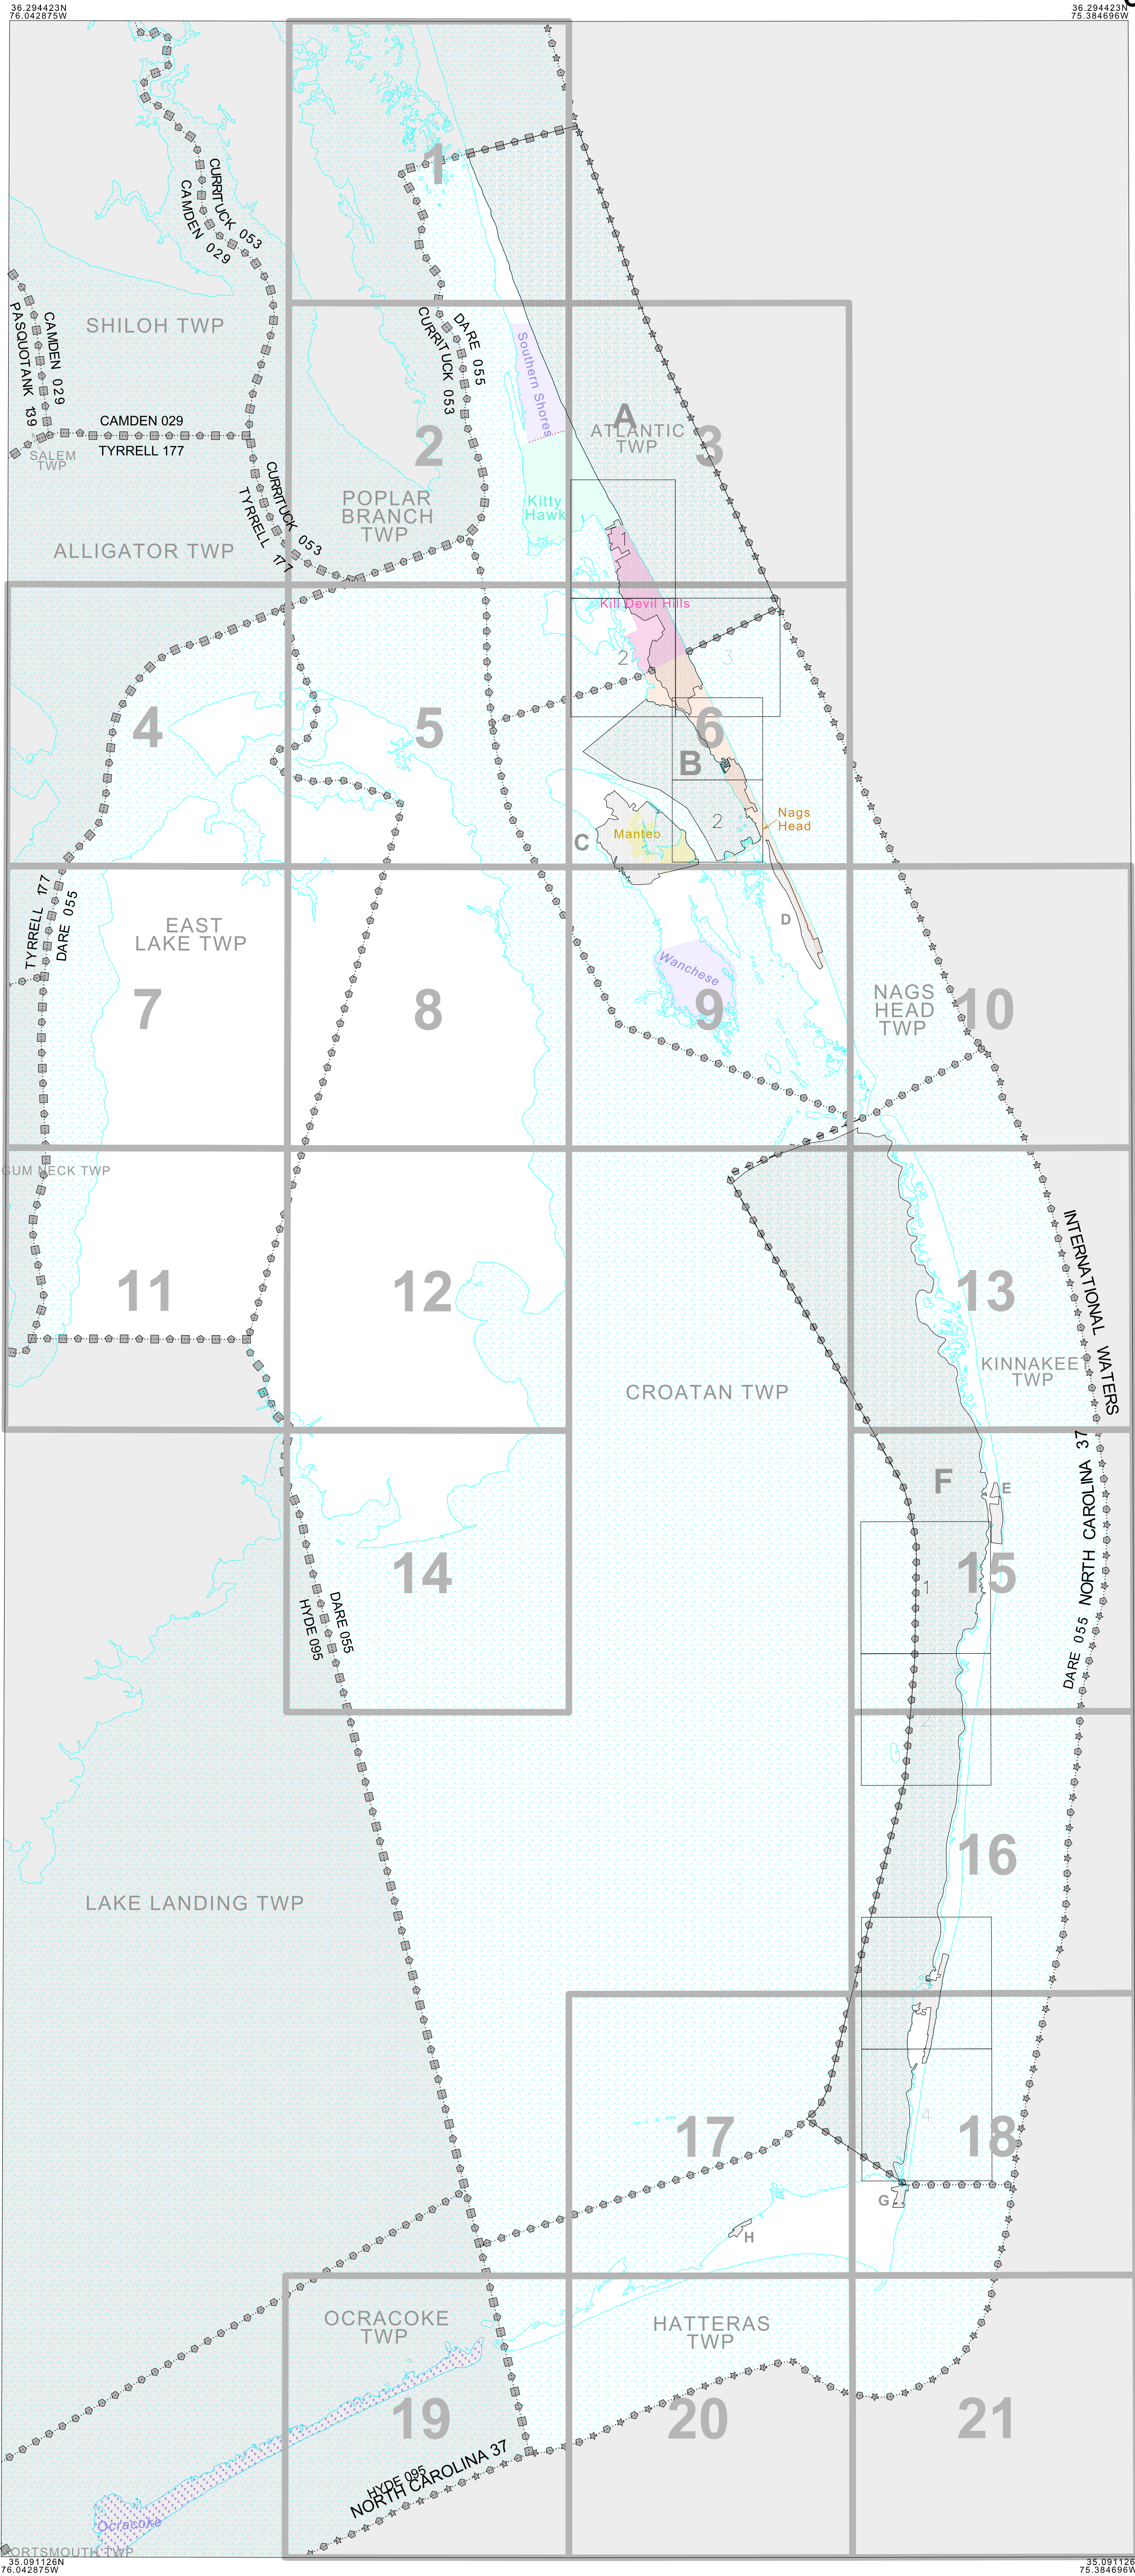 36.294423N
76.042875W
36.294423N
75.384696W
1
CURRITUCK 053
CAMDEN 029
SHILOH TWP
CAMDEN 029
PASQUOTANK 139
DARE 055
CURRITUCK 053
Southern Shores
A
ATLANTIC
TWP
2
3
CAMDEN 029
TYRRELL 177
SALEM
TWP
CURRITUCK 053
TYRRELL 177
POPLAR
BRANCH
TWP
Kitty
Hawk
ALLIGATOR TWP
1
Kill Devil Hills
2
3
4
5
6
B
2
Nags
Head
C
Manteo
D
TYRRELL 177
DARE 055
EAST
LAKE TWP
Wanchese
7
8
9
NAGS
HEAD
TWP
10
GUM NECK TWP
11
12
13
INTERNATIONAL WATERS
KINNAKEET
TWP
CROATAN TWP
F
E
14
15
1
DARE 055
HYDE 095
DARE 055
NORTH CAROLINA 37
2
16
LAKE LANDING TWP
17
4
18
G
H
OCRACOKE
TWP
HATTERAS
TWP
19
20
21
HYDE 095
NORTH CAROLINA 37
Ocracoke
PORTSMOUTH TWP
35.091126N
76.042875W
35.091126
75.384696W